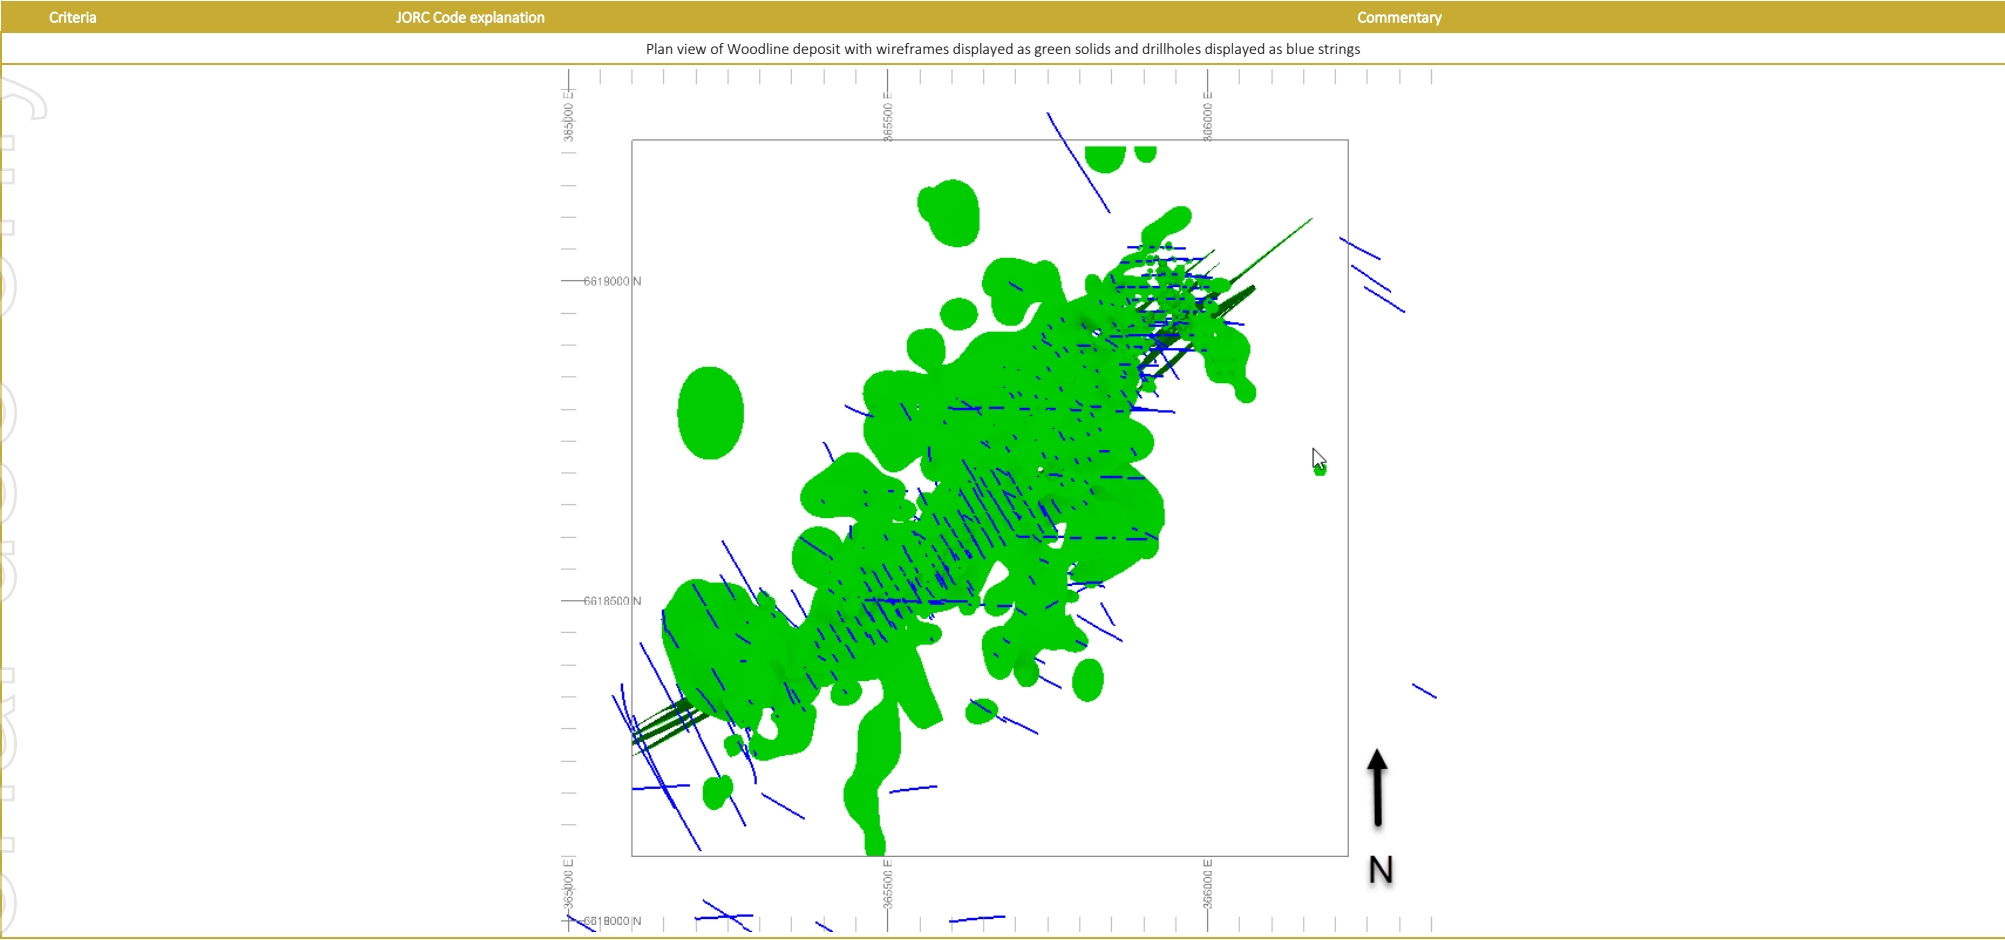 Criteria JORC Code explanation Commentary
Plan view of Woodline deposit with wireframes displayed as green solids and drillholes displayed as blue strings
365000 E 365500 E 366000 E
6619000 N
6618500 N
365000 E 365500 E 366000 E
6618000 N
N